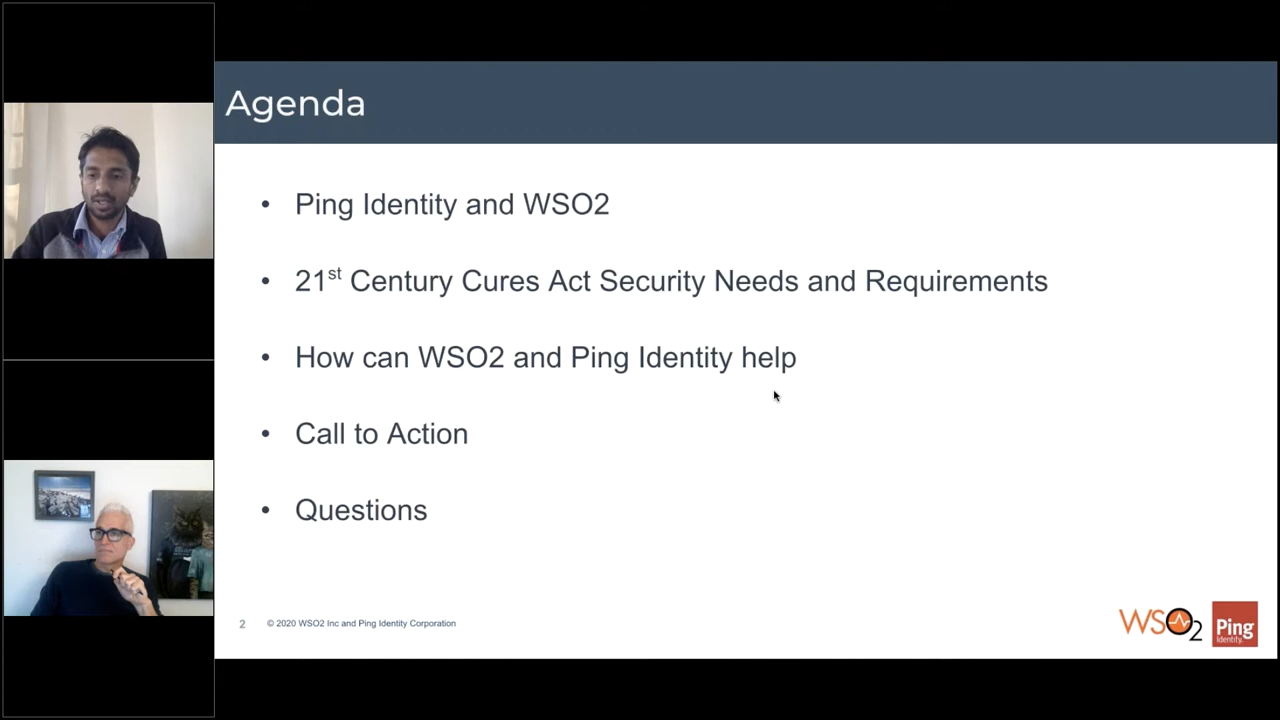 Agenda
• Ping Identity and WSO2
• 21st Century Cures Act Security Needs and Requirements
• How can WSO2 and Ping Identity help
• Call to Action
• Questions
2 © 2020 WSO2 Inc and Ping Identity Corporation
WSO2
Ping
Identity.